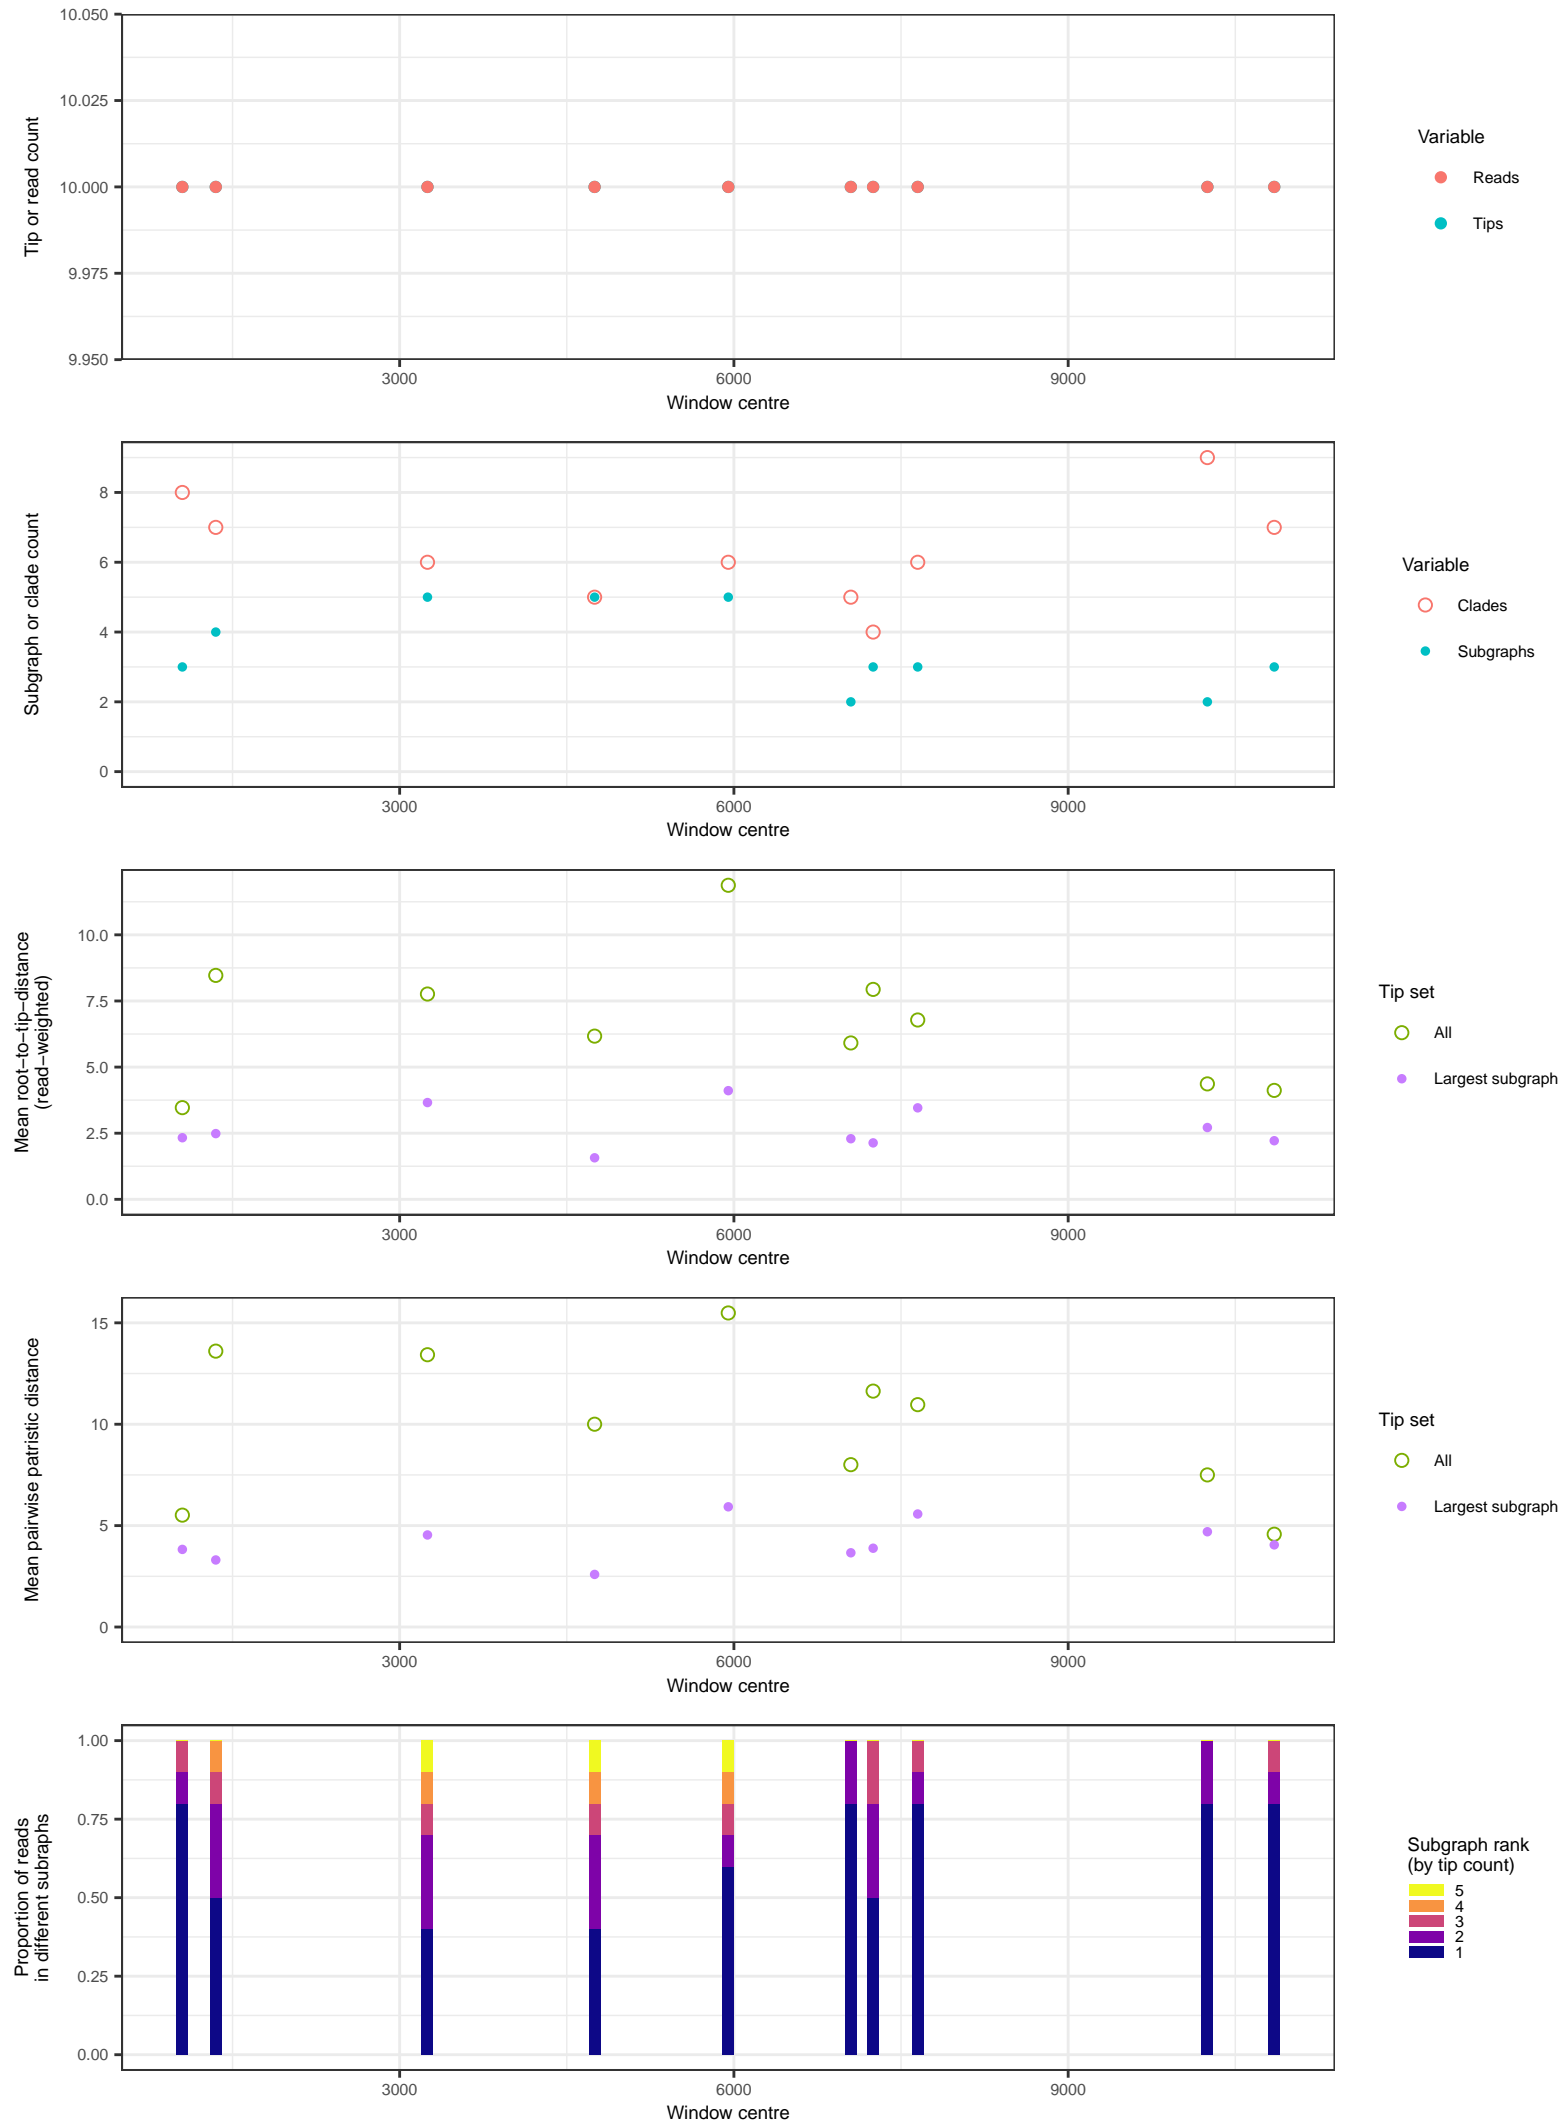 10.050
10.025
10.000
9.975
9.950
Tip or read count
3000 6000 9000
Window centre
Variable
Reads
Tips
8
6
4
2
0
Subgraph or clade count
3000 6000 9000
Window centre
Variable
Clades
Subgraphs
10.0
7.5
5.0
2.5
0.0
Mean root−to−tip−distance
(read−weighted)
3000 6000 9000
Window centre
Tip set
All
Largest subgraph
15
10
5
0
Mean pairwise patristic distance
3000 6000 9000
Window centre
Tip set
All
Largest subgraph
1.00
0.75
0.50
0.25
0.00
Proportion of reads
in different subraphs
3000 6000 9000
Window centre
Subgraph rank
(by tip count)
5
4
3
2
1